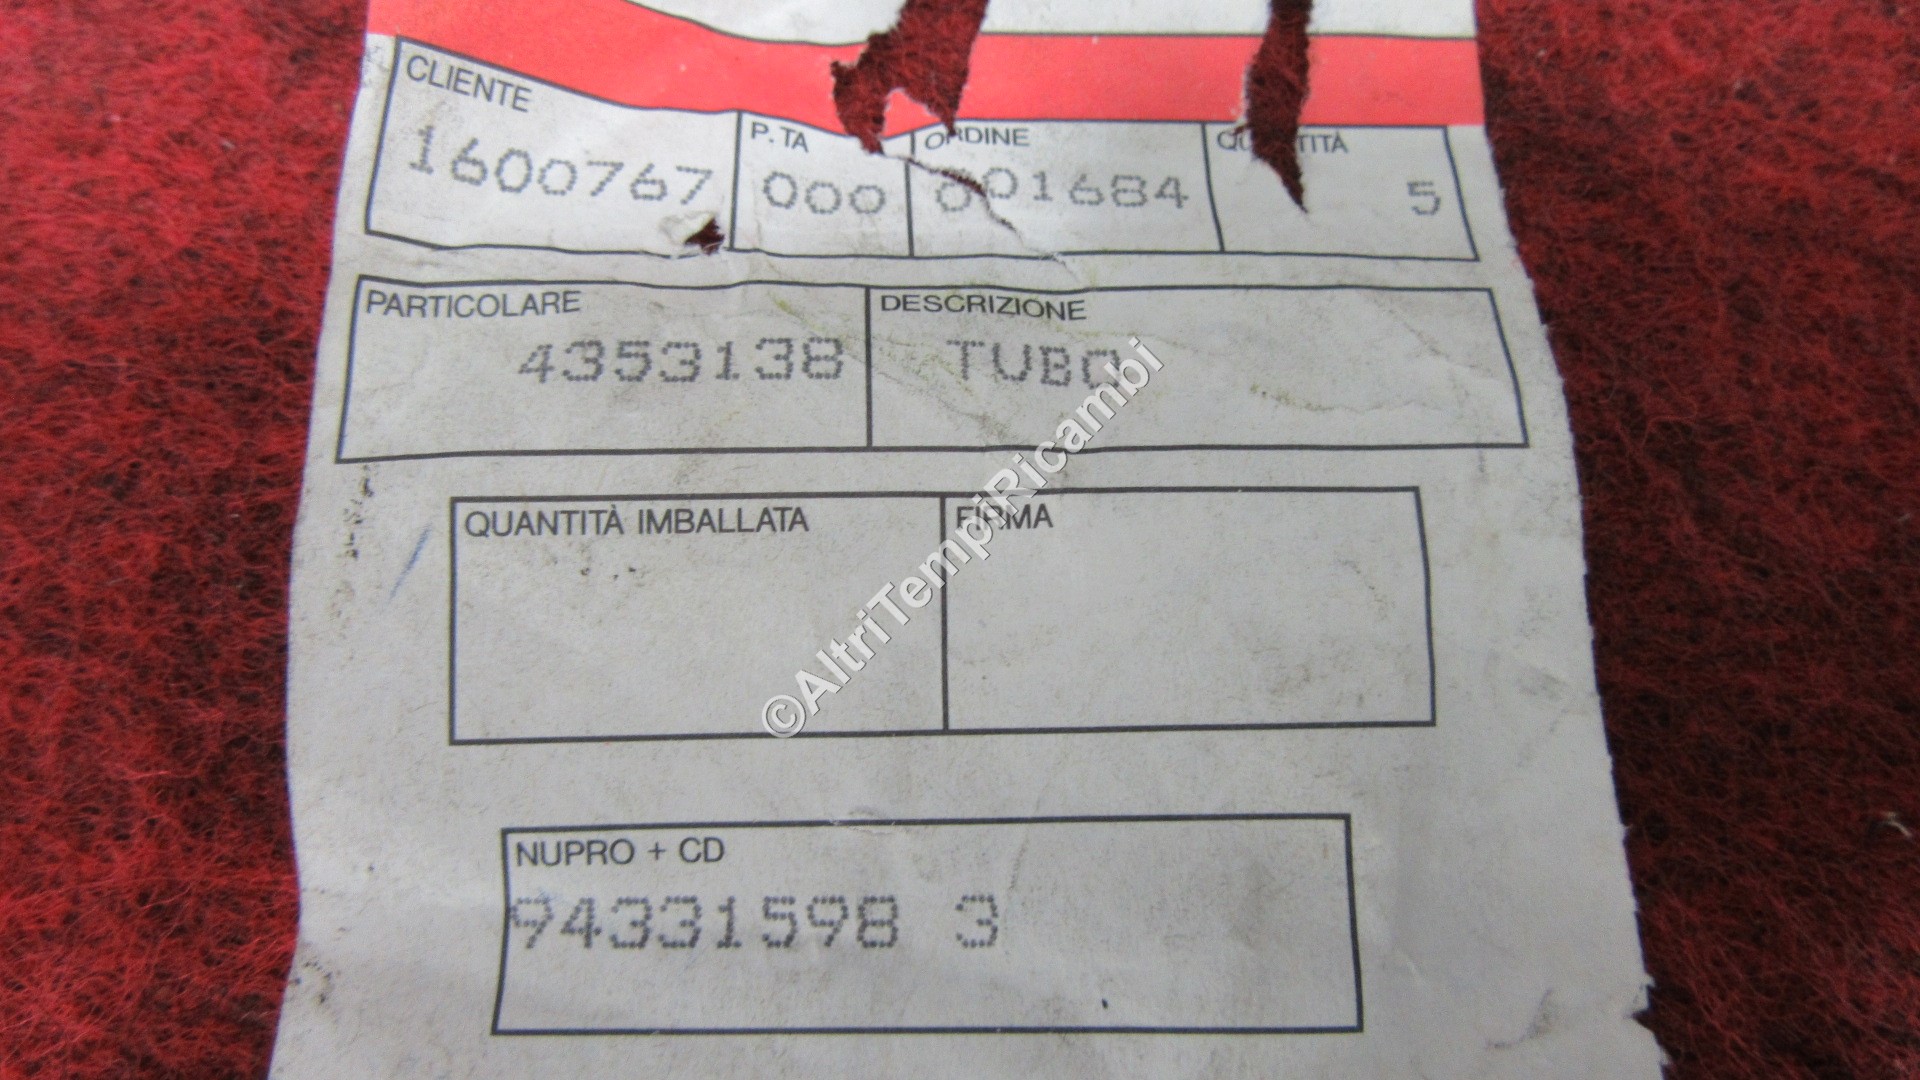 CLIENTE P.TA ORDINE QUANTITÀ
1600767 000 001684 5
PARTICOLARE DESCRIZIONE
4353138 TUBO
QUANTITÀ IMBALLATA FIRMA
©AltriTempiRicambi
NUPRO + CD
94331598 3